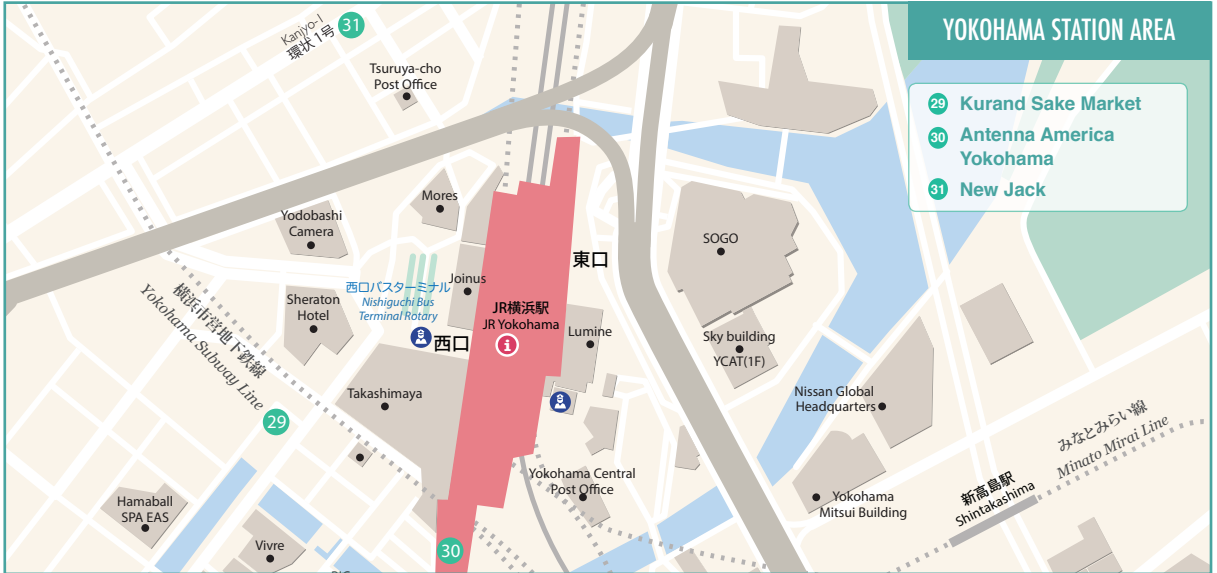 YOKOHAMA STATION AREA
29 Kurand Sake Market
30 Antenna America
Yokohama
31 New Jack
Kanjyo-1
環状1号
31
Tsuruya-cho
Post Office
Mores
Yodobashi
Camera
SOGO
東口
西口バスターミナル
Nishiguchi Bus
Terminal Rotary
Joinus
横浜市営地下鉄線
Yokohama Subway Line
Sheraton
Hotel
JR横浜駅
JR Yokohama
西口
Lumine
Sky building
YCAT(1F)
Takashimaya
Nissan Global
Headquarters
29
みなとみらい線
Minato Mirai Line
Yokohama Central
Post Office
新高島駅
Shintakashima
Hamaball
SPA EAS
Yokohama
Mitsui Building
Vivre
30